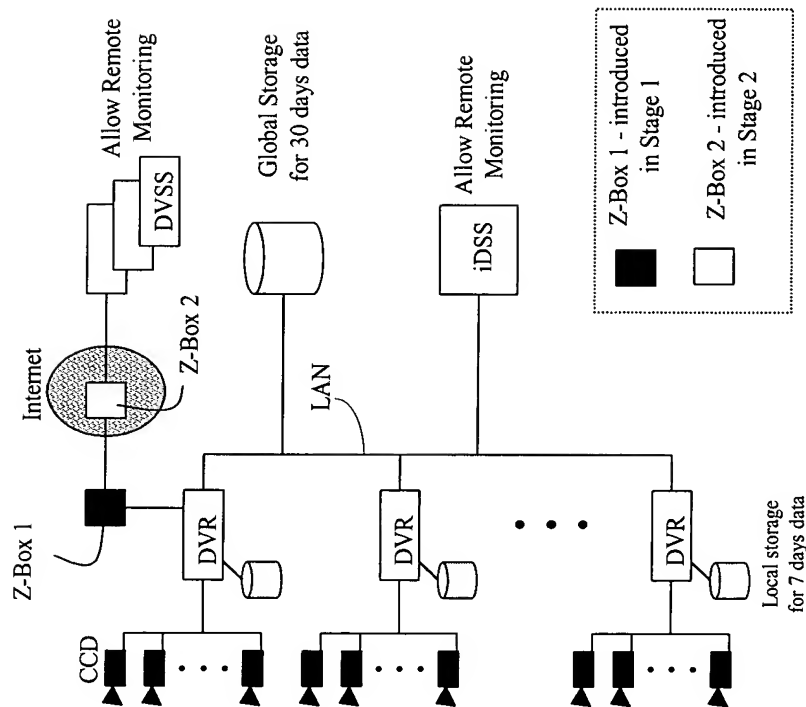 CCD
Z-Box 1
DVR
DVR
DVR
Local storage
for 7 days data
Internet
Z-Box 2
LAN
DVSS
Allow Remote
Monitoring
Global Storage
for 30 days data
iDSS
Allow Remote
Monitoring
Z-Box 1 - introduced
in Stage 1
Z-Box 2 - introduced
in Stage 2